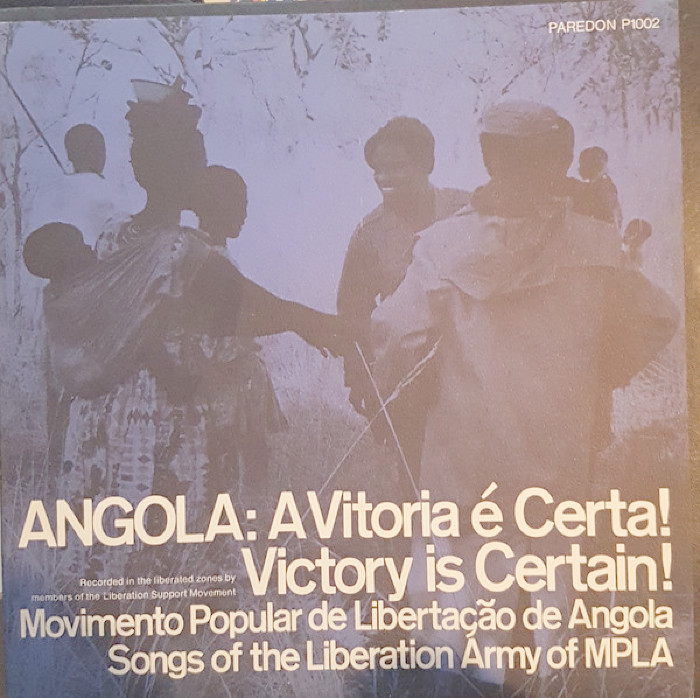 PAREDON P1002
ANGOLA: A Vitoria é Certa!
Victory is Certain!
Recorded in the liberated zones by
members of the Liberation Support Movement
Movimento Popular de Libertação de Angola
Songs of the Liberation Army of MPLA